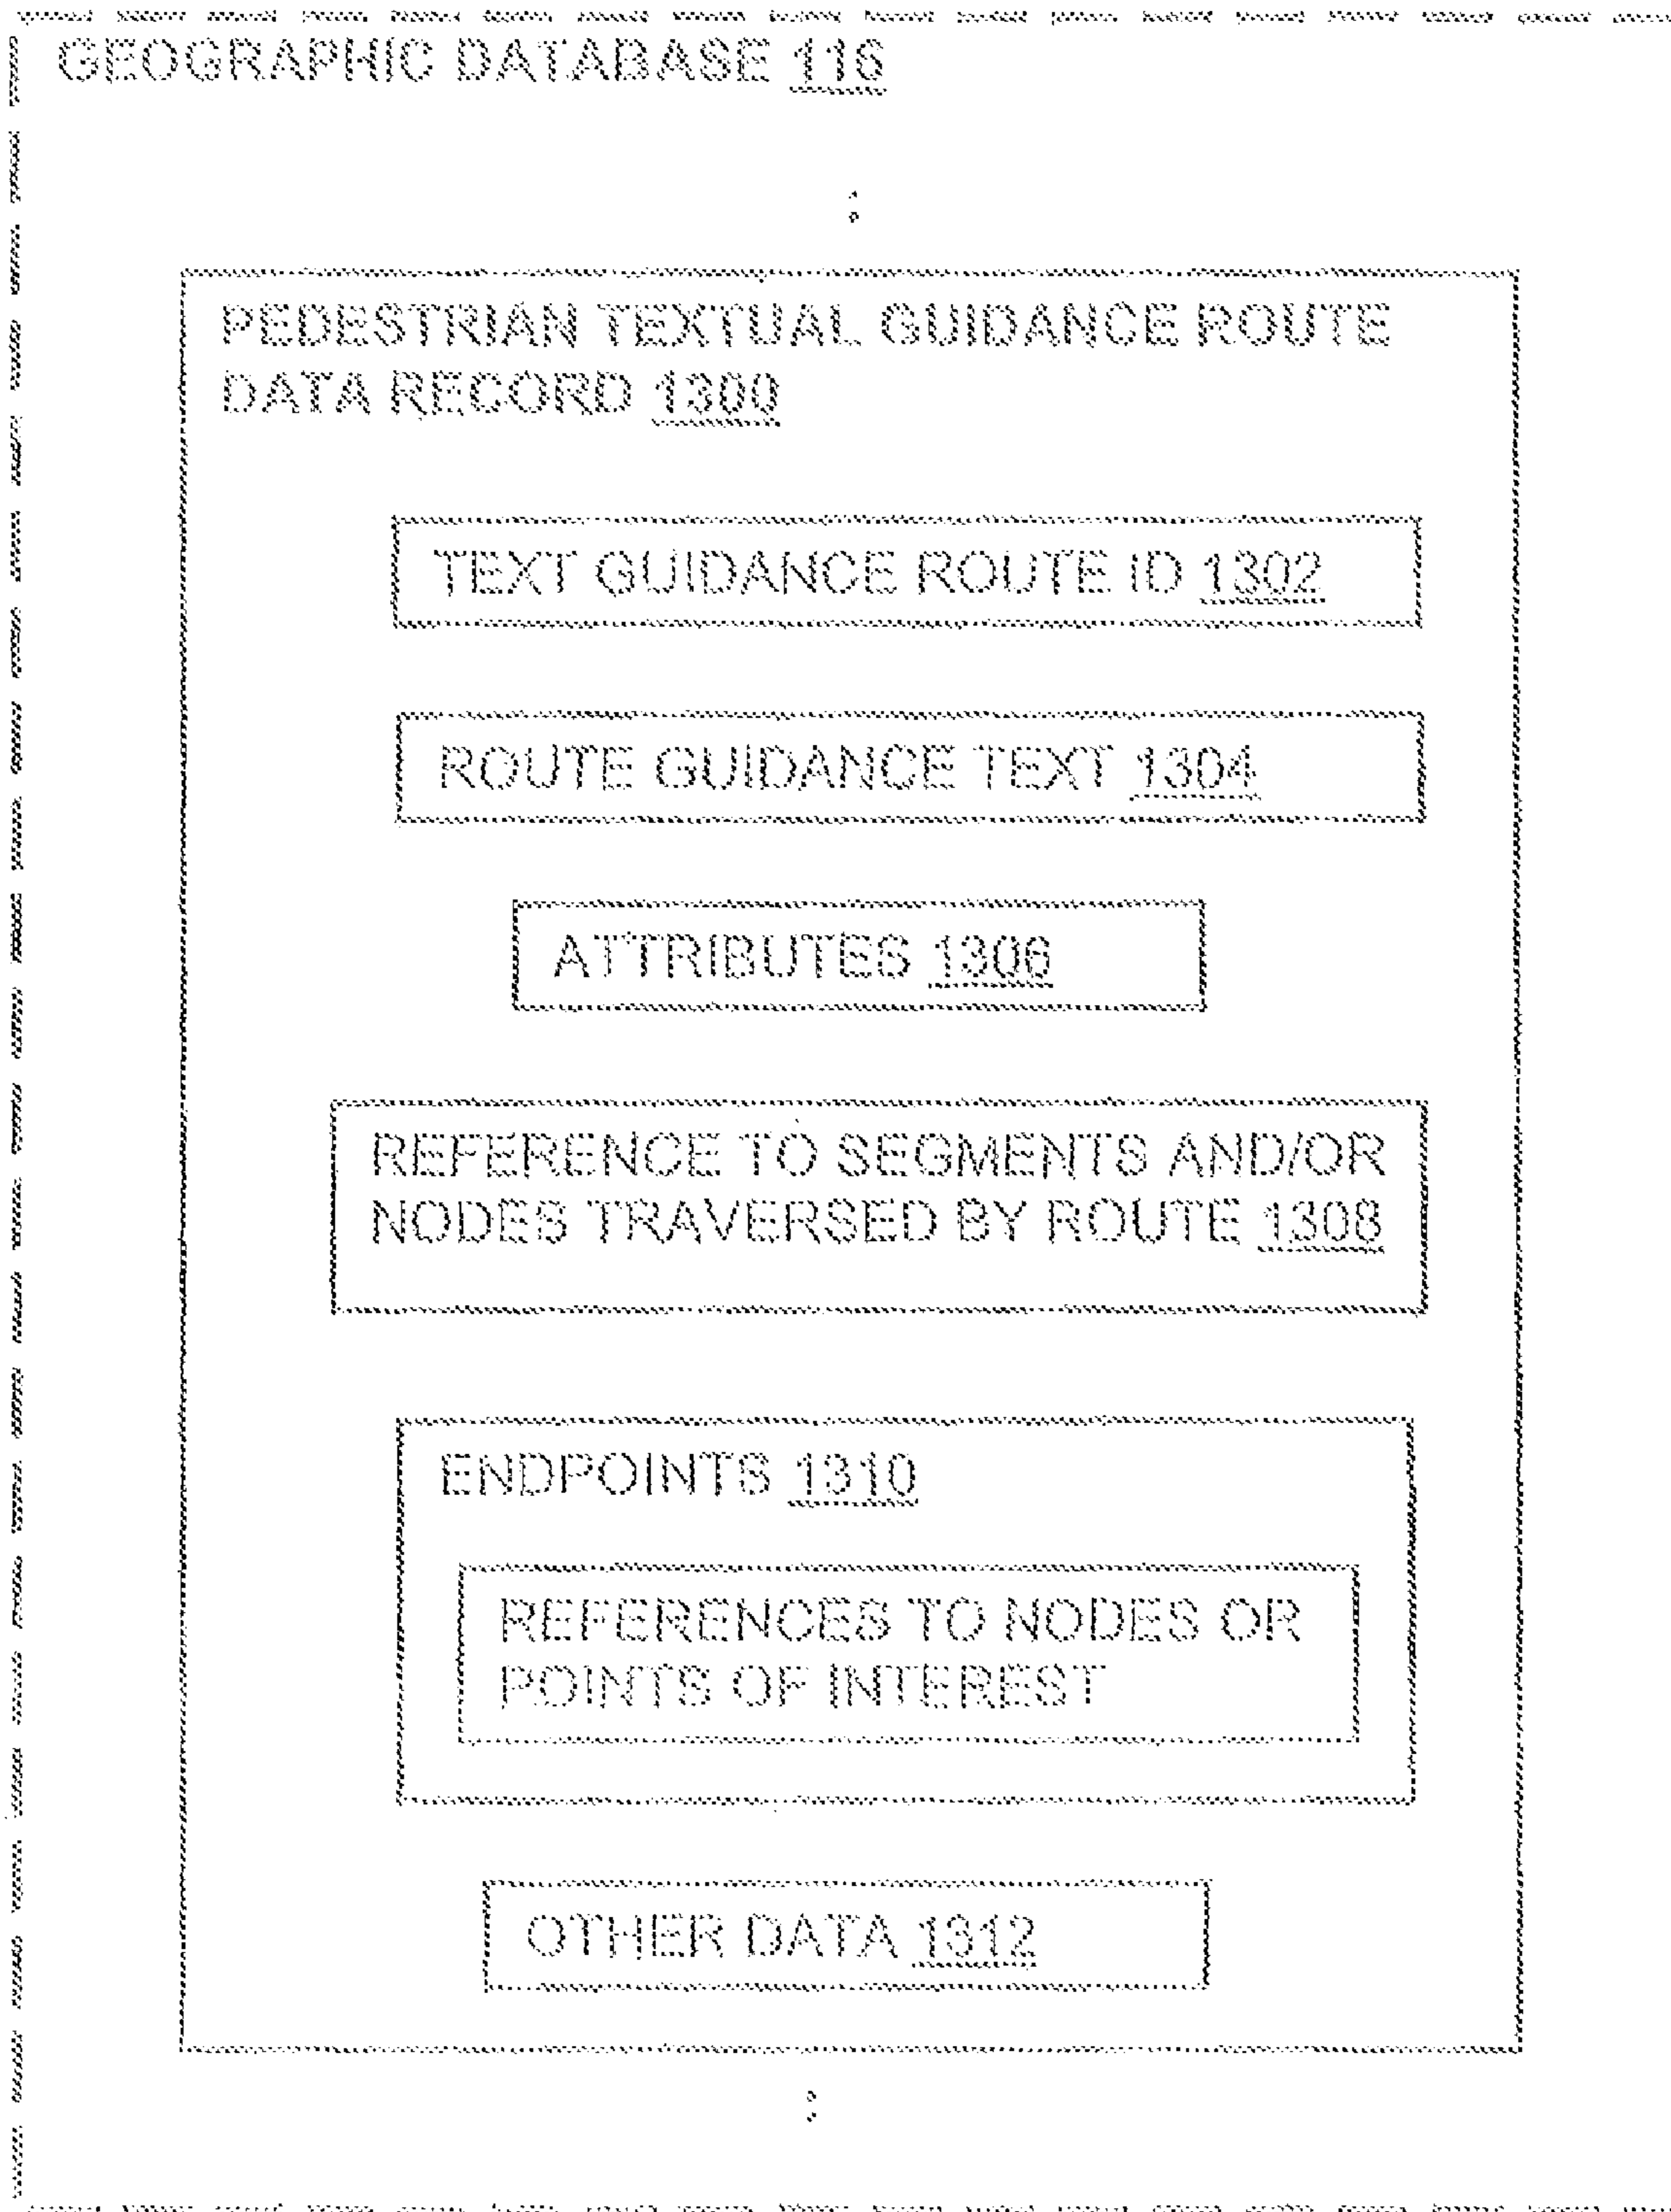 GEOGRAPHIC DATABASE 116
PEDESTRIAN TEXTUAL GUIDANCE ROUTE
DATA RECORD 1300
TEXT GUIDANCE ROUTE ID 1302
ROUTE GUIDANCE TEXT 1304
ATTRIBUTES 1306
REFERENCE TO SEGMENTS AND/OR
NODES TRAVERSED BY ROUTE 1308
ENDPOINTS 1310
REFERENCES TO NODES OR
POINTS OF INTEREST
OTHER DATA 1312